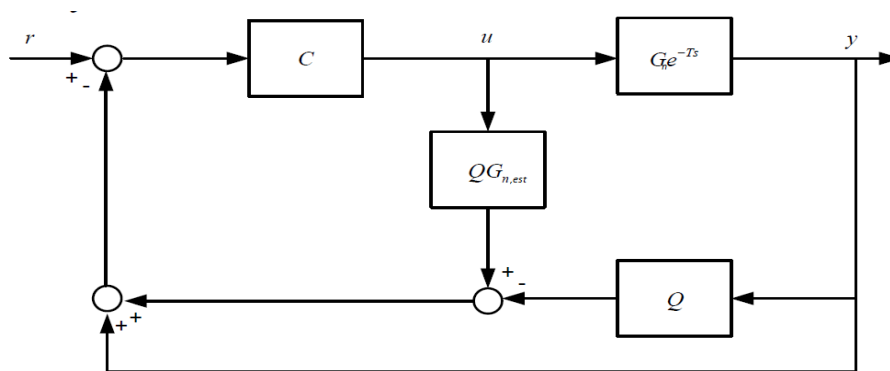 r
u
y
+
-
C
G_n e^{-Ts}
QG_{n,est}
+
-
Q
+
+